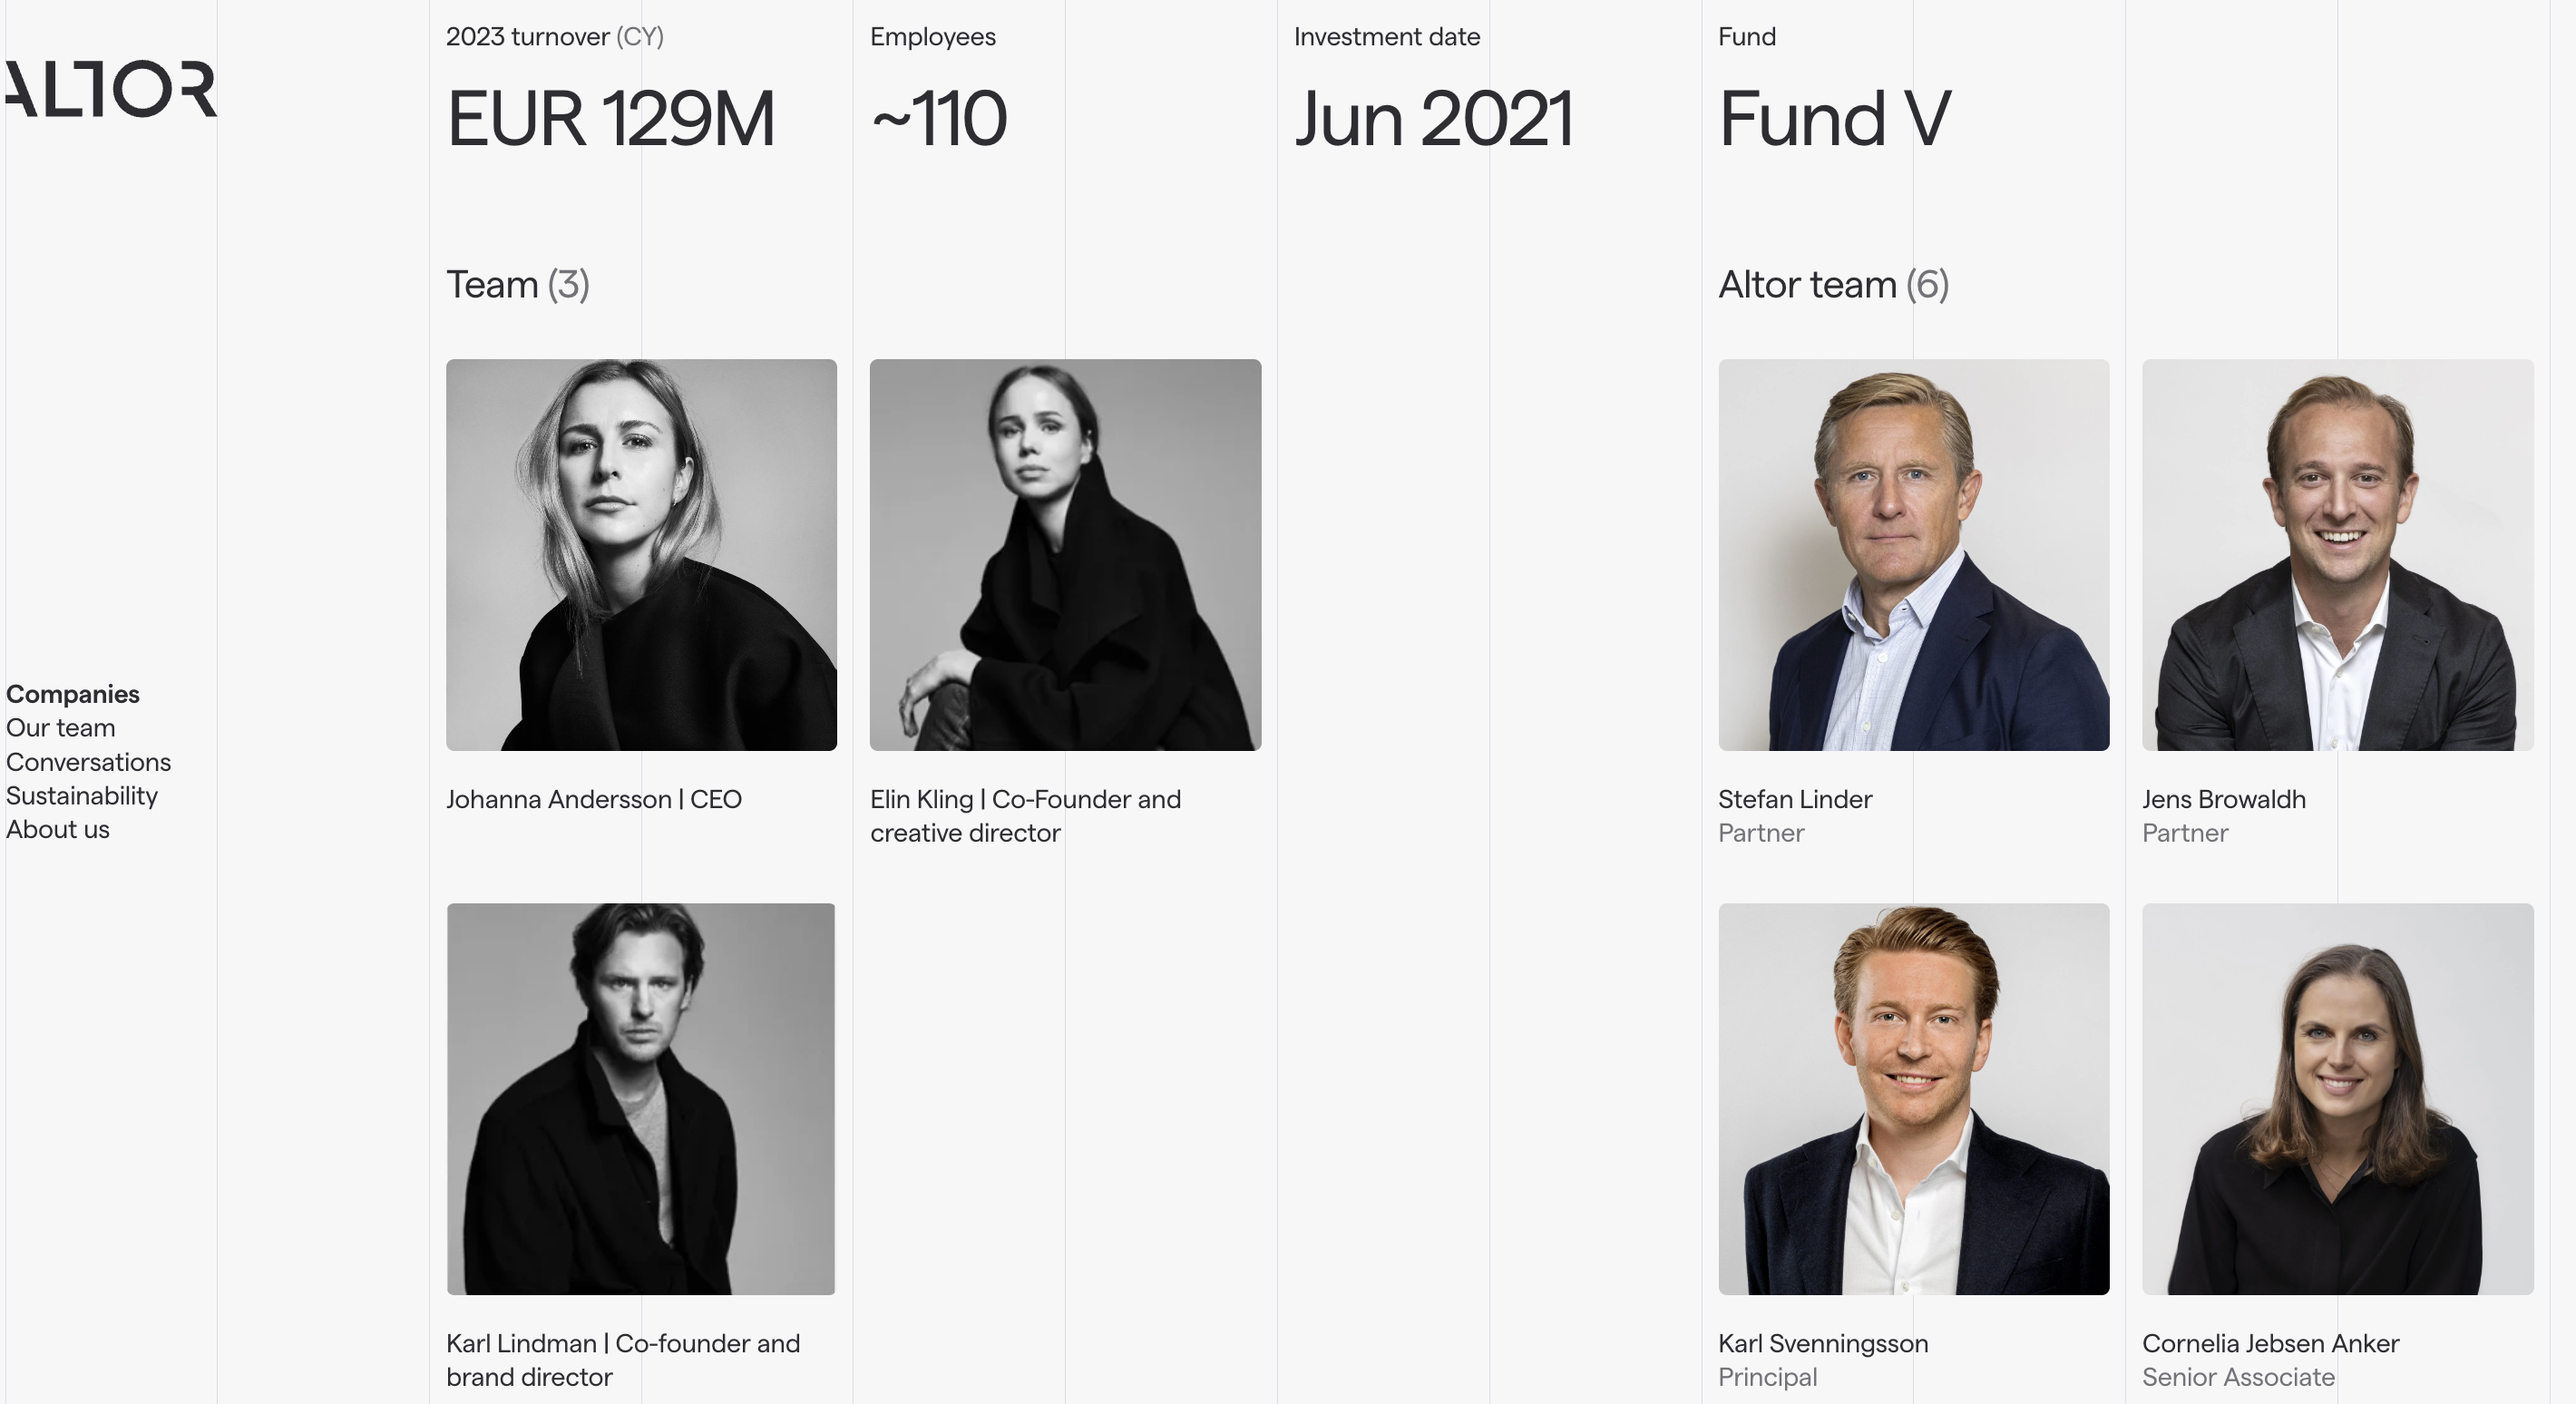 ALTOR
2023 turnover (CY)
EUR 129M
Employees
~110
Investment date
Jun 2021
Fund
Fund V
Team (3)
Altor team (6)
Companies
Our team
Conversations
Sustainability
About us
Johanna Andersson | CEO
Elin Kling | Co-Founder and
creative director
Karl Lindman | Co-founder and
brand director
Stefan Linder
Partner
Jens Browaldh
Partner
Karl Svenningsson
Principal
Cornelia Jebsen Anker
Senior Associate